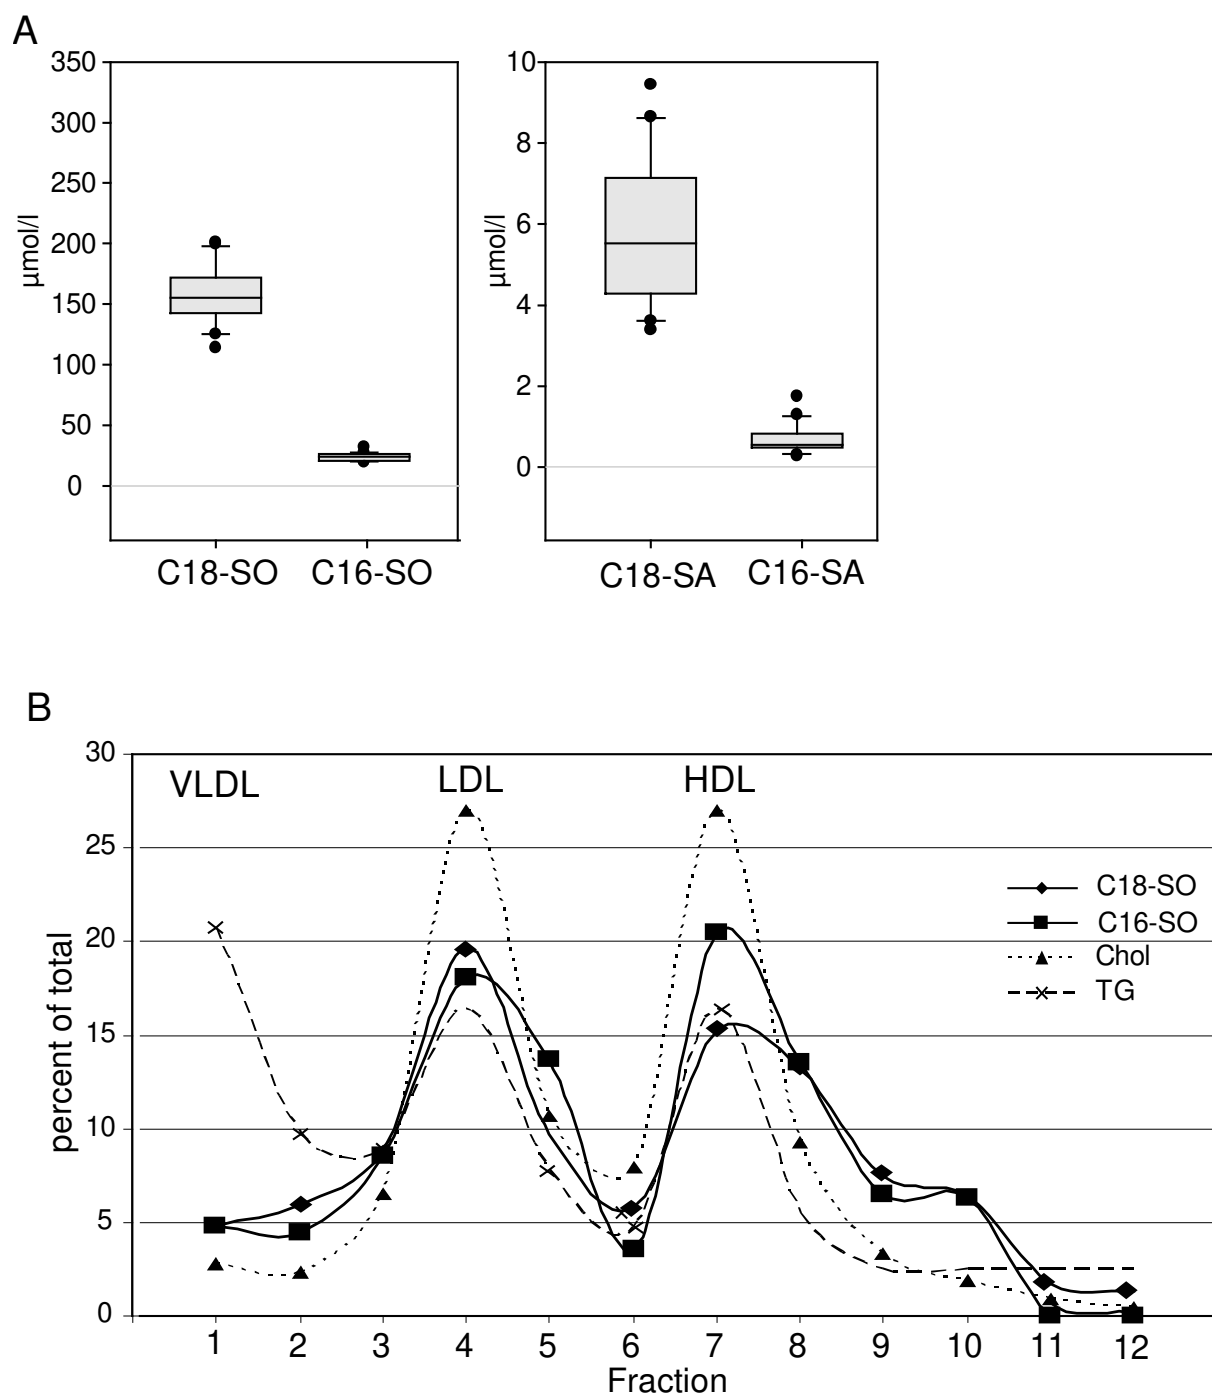 A
350
300
250
200
150
100
50
0
µmol/l
C18-SO C16-SO
10
8
6
4
2
0
µmol/l
C18-SA C16-SA
B
30
25
20
15
10
5
0
percent of total
VLDL LDL HDL
C18-SO
C16-SO
Chol
TG
1 2 3 4 5 6 7 8 9 10 11 12
Fraction